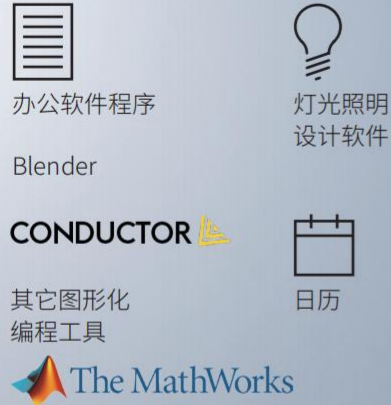 办公软件程序
灯光照明
设计软件
Blender
CONDUCTOR
日历
其它图形化
编程工具
The MathWorks